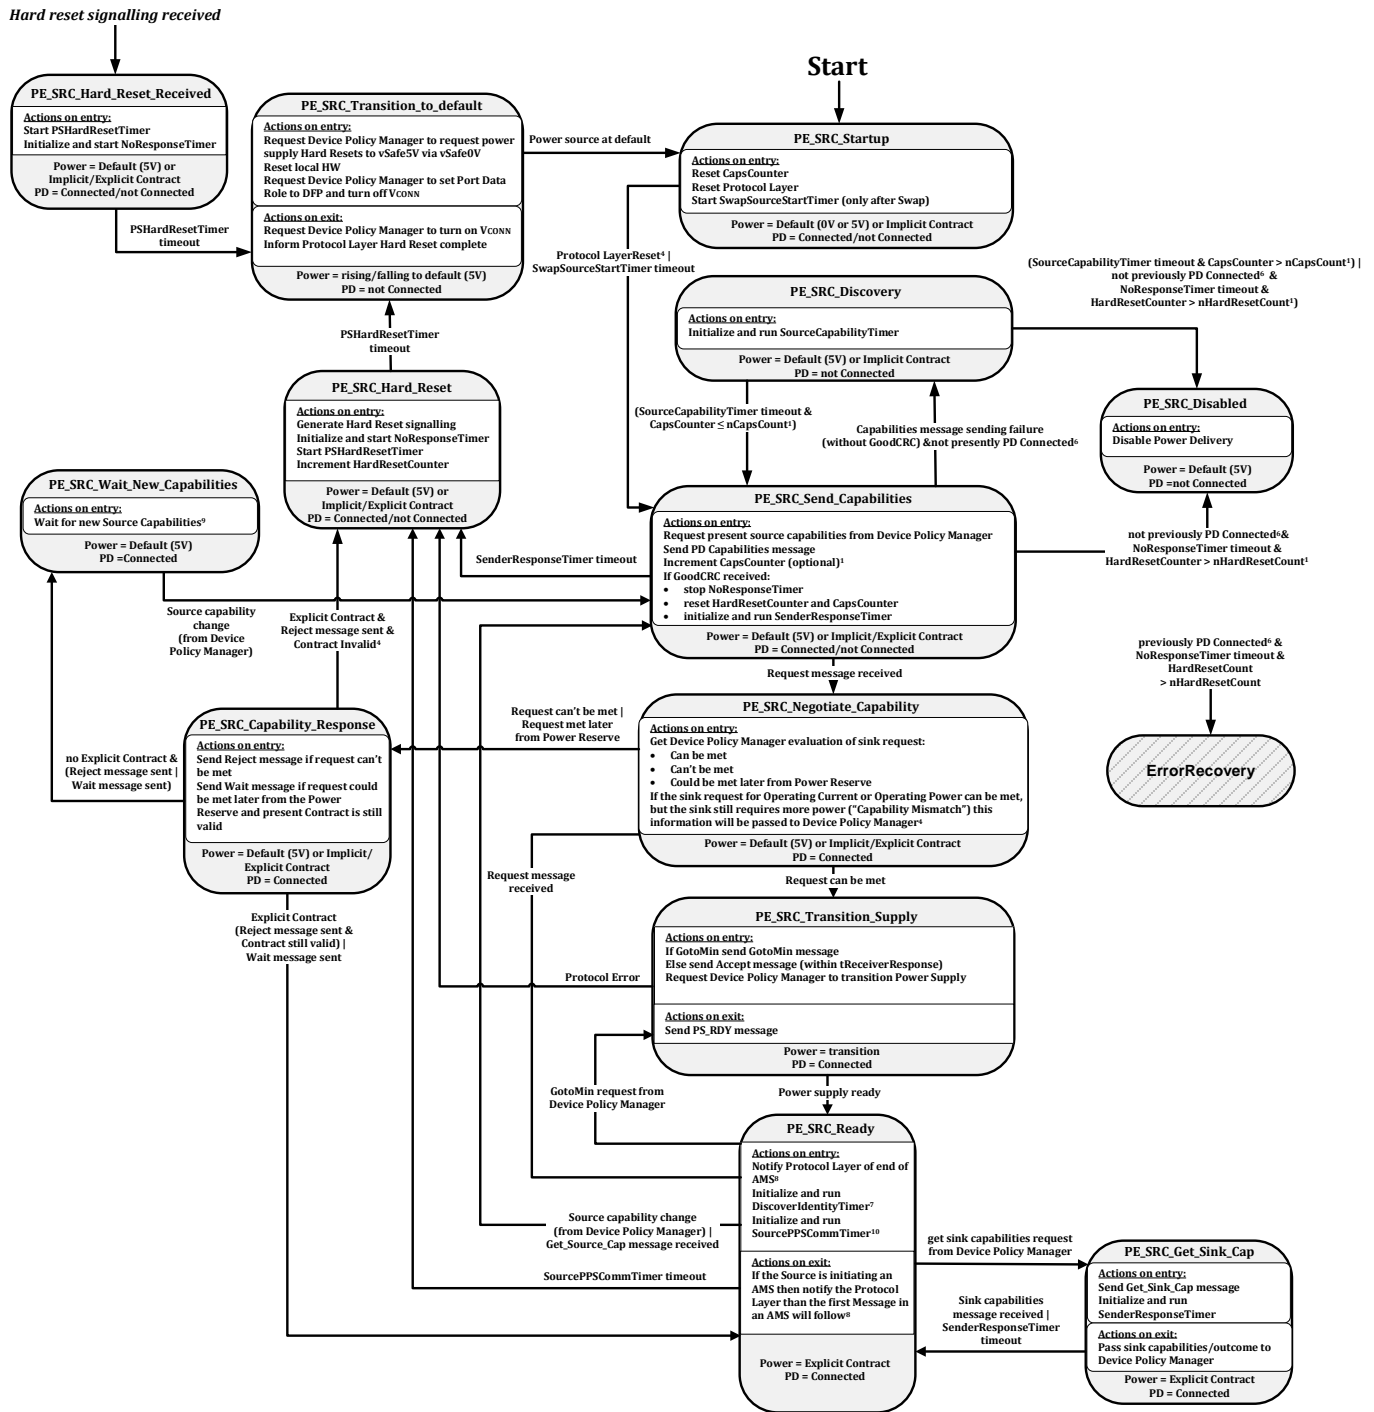 Hard reset signalling received
Start
PE_SRC_Hard_Reset_Received
Actions on entry:
Start PSHardResetTimer
Initialize and start NoResponseTimer
Power = Default (5V) or
Implicit/Explicit Contract
PD = Connected/not Connected
PSHardResetTimer
timeout
PE_SRC_Transition_to_default
Actions on entry:
Request Device Policy Manager to request power
supply Hard Resets to vSafe5V via vSafe0V
Reset local HW
Request Device Policy Manager to set Port Data
Role to DFP and turn off VCONN
Actions on exit:
Request Device Policy Manager to turn on VCONN
Inform Protocol Layer Hard Reset complete
Power = rising/falling to default (5V)
PD = not Connected
Power source at default
PE_SRC_Startup
Actions on entry:
Reset CapsCounter
Reset Protocol Layer
Start SwapSourceStartTimer (only after Swap)
Power = Default (0V or 5V) or Implicit Contract
PD = Connected/not Connected
Protocol LayerReset⁴ |
SwapSourceStartTimer timeout
(SourceCapabilityTimer timeout & CapsCounter > nCapsCount¹) |
not previously PD Connected⁶ &
NoResponseTimer timeout &
HardResetCounter > nHardResetCount¹)
PE_SRC_Discovery
Actions on entry:
Initialize and run SourceCapabilityTimer
Power = Default (5V) or Implicit Contract
PD = not Connected
PSHardResetTimer
timeout
PE_SRC_Hard_Reset
Actions on entry:
Generate Hard Reset signalling
Initialize and start NoResponseTimer
Start PSHardResetTimer
Increment HardResetCounter
Power = Default (5V) or
Implicit/Explicit Contract
PD = Connected/not Connected
(SourceCapabilityTimer timeout &
CapsCounter ≤ nCapsCount¹)
Capabilities message sending failure
(without GoodCRC) &not presently PD Connected⁶
PE_SRC_Disabled
Actions on entry:
Disable Power Delivery
Power = Default (5V)
PD =not Connected
PE_SRC_Wait_New_Capabilities
Actions on entry:
Wait for new Source Capabilities⁹
Power = Default (5V)
PD =Connected
PE_SRC_Send_Capabilities
Actions on entry:
Request present source capabilities from Device Policy Manager
Send PD Capabilities message
Increment CapsCounter (optional)¹
If GoodCRC received:
• stop NoResponseTimer
• reset HardResetCounter and CapsCounter
• initialize and run SenderResponseTimer
Power = Default (5V) or Implicit/Explicit Contract
PD = Connected/not Connected
SenderResponseTimer timeout
not previously PD Connected⁶&
NoResponseTimer timeout &
HardResetCounter > nHardResetCount¹
Source capability
change
(from Device
Policy Manager)
Explicit Contract &
Reject message sent &
Contract Invalid⁴
previously PD Connected⁶ &
NoResponseTimer timeout &
HardResetCount
> nHardResetCount
ErrorRecovery
Request message received
PE_SRC_Negotiate_Capability
Actions on entry:
Get Device Policy Manager evaluation of sink request:
• Can be met
• Can't be met
• Could be met later from Power Reserve
If the sink request for Operating Current or Operating Power can be met,
but the sink still requires more power ("Capability Mismatch") this
information will be passed to Device Policy Manager⁴
Power = Default (5V) or Implicit/Explicit Contract
PD = Connected
Request can't be met |
Request met later
from Power Reserve
PE_SRC_Capability_Response
Actions on entry:
Send Reject message if request can't
be met
Send Wait message if request could
be met later from the Power
Reserve and present Contract is still
valid
Power = Default (5V) or Implicit/
Explicit Contract
PD = Connected
no Explicit Contract &
(Reject message sent |
Wait message sent)
Request message
received
Request can be met
Explicit Contract
(Reject message sent &
Contract still valid) |
Wait message sent
PE_SRC_Transition_Supply
Actions on entry:
If GotoMin send GotoMin message
Else send Accept message (within tReceiverResponse)
Request Device Policy Manager to transition Power Supply
Actions on exit:
Send PS_RDY message
Power = transition
PD = Connected
Protocol Error
GotoMin request from
Device Policy Manager
Power supply ready
PE_SRC_Ready
Actions on entry:
Notify Protocol Layer of end of
AMS⁸
Initialize and run
DiscoverIdentityTimer⁷
Initialize and run
SourcePPSCommTimer¹⁰
Actions on exit:
If the Source is initiating an
AMS then notify the Protocol
Layer than the first Message in
an AMS will follow⁸
Power = Explicit Contract
PD = Connected
Source capability change
(from Device Policy Manager) |
Get_Source_Cap message received
SourcePPSCommTimer timeout
get sink capabilities request
from Device Policy Manager
Sink capabilities
message received |
SenderResponseTimer
timeout
PE_SRC_Get_Sink_Cap
Actions on entry:
Send Get_Sink_Cap message
Initialize and run
SenderResponseTimer
Actions on exit:
Pass sink capabilities/outcome to
Device Policy Manager
Power = Explicit Contract
PD = Connected